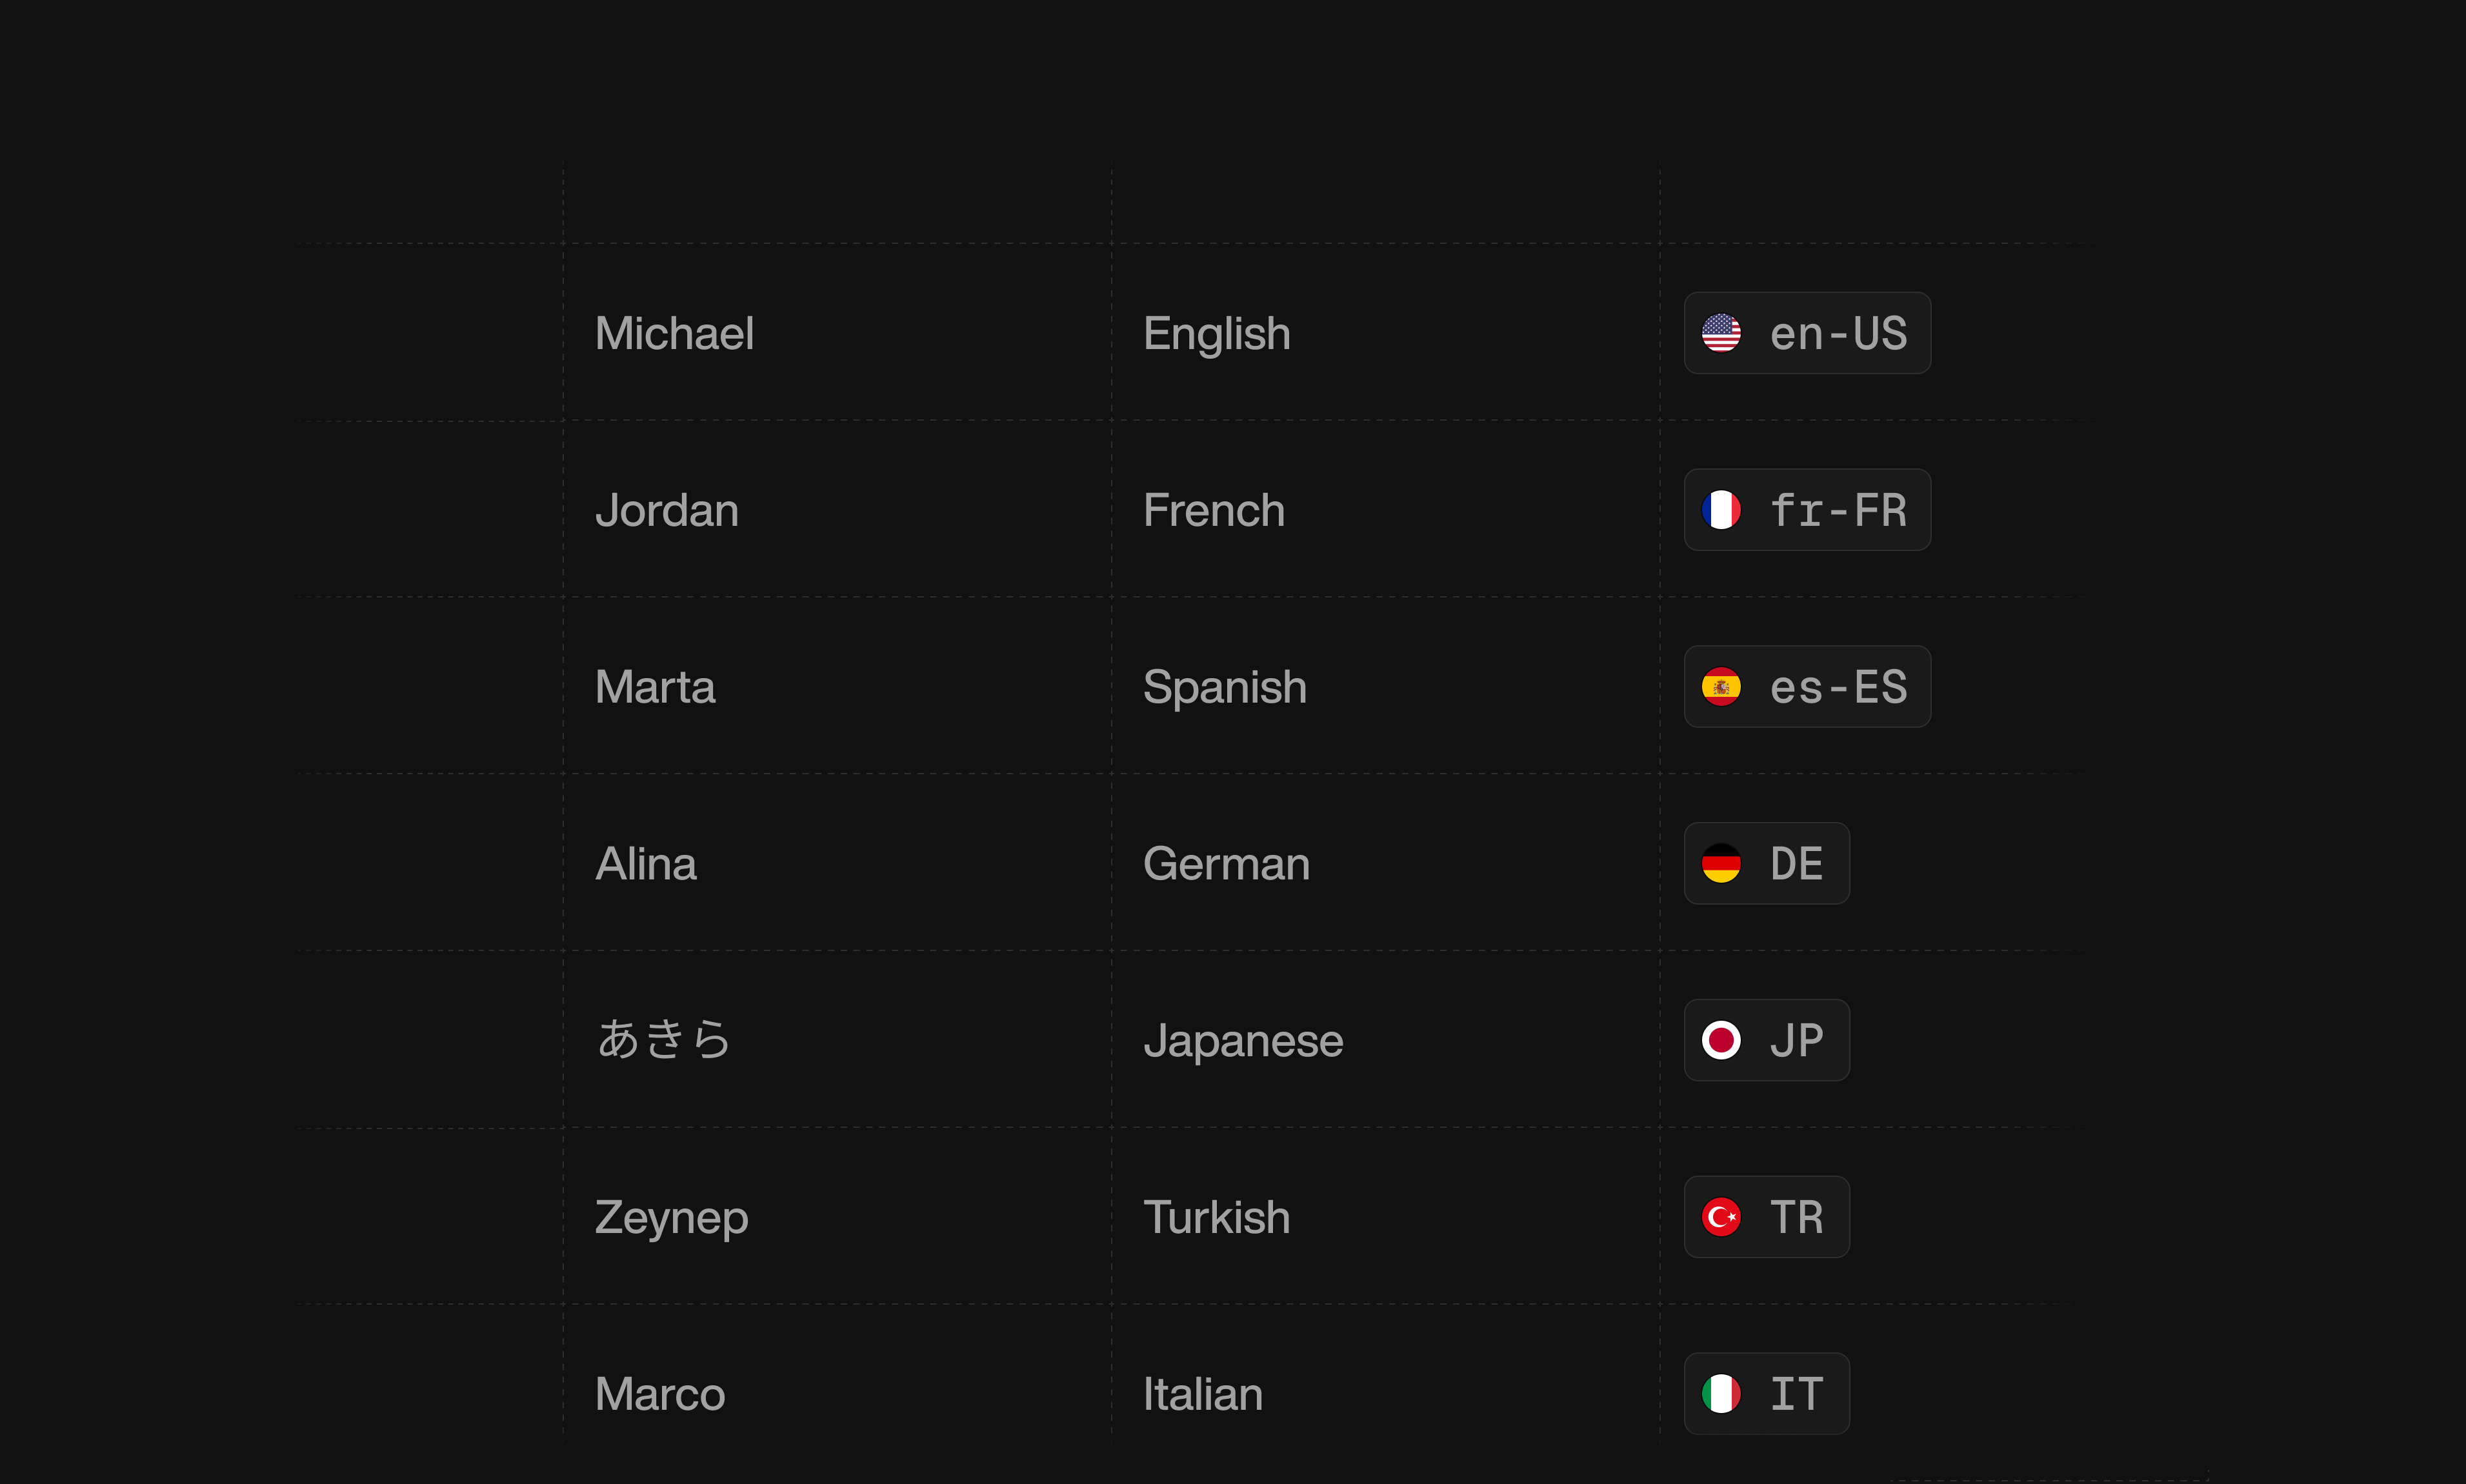 Michael English en-US
Jordan French fr-FR
Marta Spanish es-ES
Alina German DE
あきら Japanese JP
Zeynep Turkish TR
Marco Italian IT